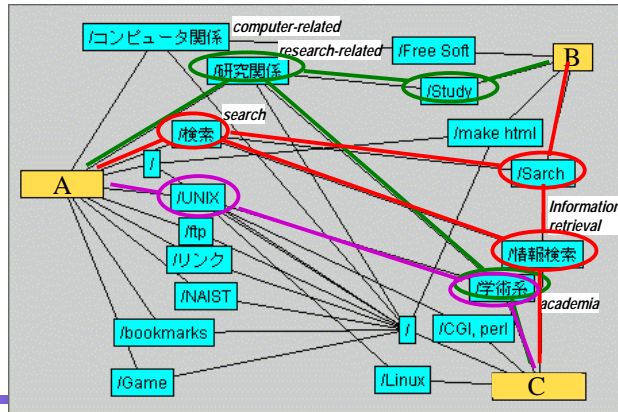 /コンピュータ関係
computer-related
research-related
/Free Soft
B
/研究関係
/Study
search
/検索
/make html
/
/Sarch
A
/UNIX
Information
retrieval
/ftp
/情報検索
/リンク
/学術系
/NAIST
academia
/bookmarks
/
/CGI, perl
/Game
/Linux
C